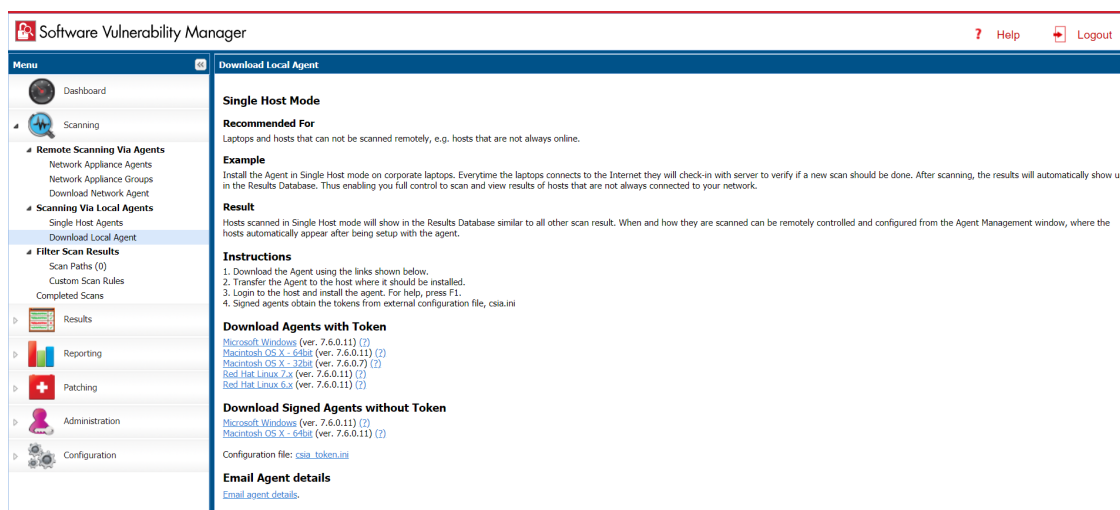 Software Vulnerability Manager
? Help
Logout
Menu
Download Local Agent
Dashboard
Scanning
Remote Scanning Via Agents
Network Appliance Agents
Network Appliance Groups
Download Network Agent
Scanning Via Local Agents
Single Host Agents
Download Local Agent
Filter Scan Results
Scan Paths (0)
Custom Scan Rules
Completed Scans
Results
Reporting
Patching
Administration
Configuration
Single Host Mode
Recommended For
Laptops and hosts that can not be scanned remotely, e.g. hosts that are not always online.
Example
Install the Agent in Single Host mode on corporate laptops. Everytime the laptops connects to the Internet they will check-in with server to verify if a new scan should be done. After scanning, the results will automatically show u
in the Results Database. Thus enabling you full control to scan and view results of hosts that are not always connected to your network.
Result
Hosts scanned in Single Host mode will show in the Results Database similar to all other scan result. When and how they are scanned can be remotely controlled and configured from the Agent Management window, where the
hosts automatically appear after being setup with the agent.
Instructions
1. Download the Agent using the links shown below.
2. Transfer the Agent to the host where it should be installed.
3. Login to the host and install the agent. For help, press F1.
4. Signed agents obtain the tokens from external configuration file, csia.ini
Download Agents with Token
Microsoft Windows (ver. 7.6.0.11) (?)
Macintosh OS X - 64bit (ver. 7.6.0.11) (?)
Macintosh OS X - 32bit (ver. 7.6.0.7) (?)
Red Hat Linux 7.x (ver. 7.6.0.11) (?)
Red Hat Linux 6.x (ver. 7.6.0.11) (?)
Download Signed Agents without Token
Microsoft Windows (ver. 7.6.0.11) (?)
Macintosh OS X - 64bit (ver. 7.6.0.11) (?)
Configuration file: csia_token.ini
Email Agent details
Email agent details.